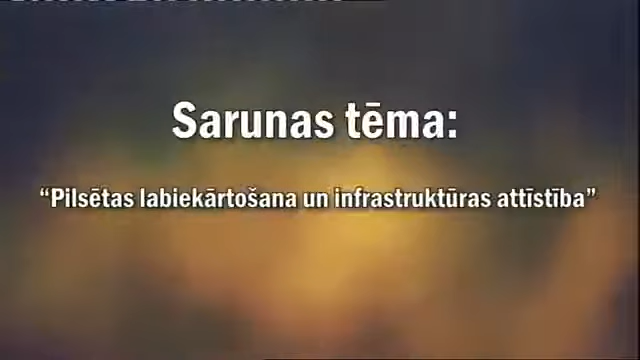 Sarunas tēma:
“Pilsētas labiekārtošana un infrastruktūras attīstība”